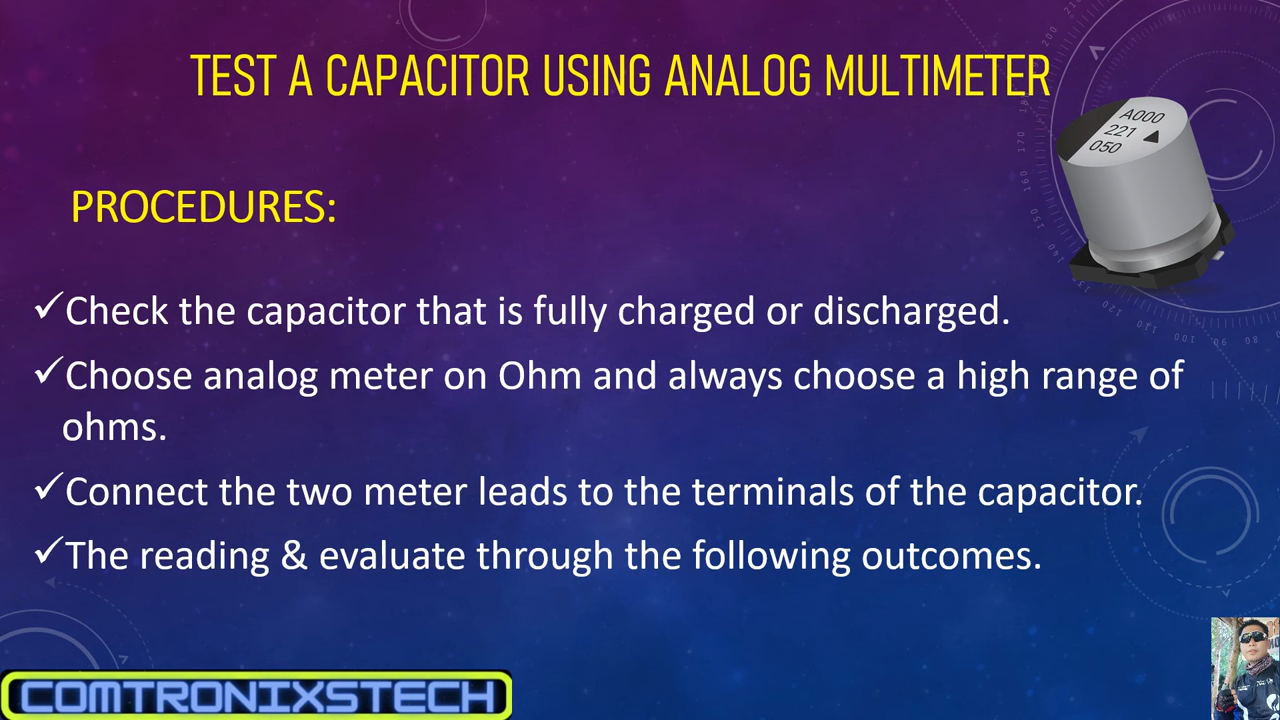 TEST A CAPACITOR USING ANALOG MULTIMETER
A000
221
050
PROCEDURES:
✓Check the capacitor that is fully charged or discharged.
✓Choose analog meter on Ohm and always choose a high range of
ohms.
✓Connect the two meter leads to the terminals of the capacitor.
✓The reading & evaluate through the following outcomes.
COMTRONIXSTECH